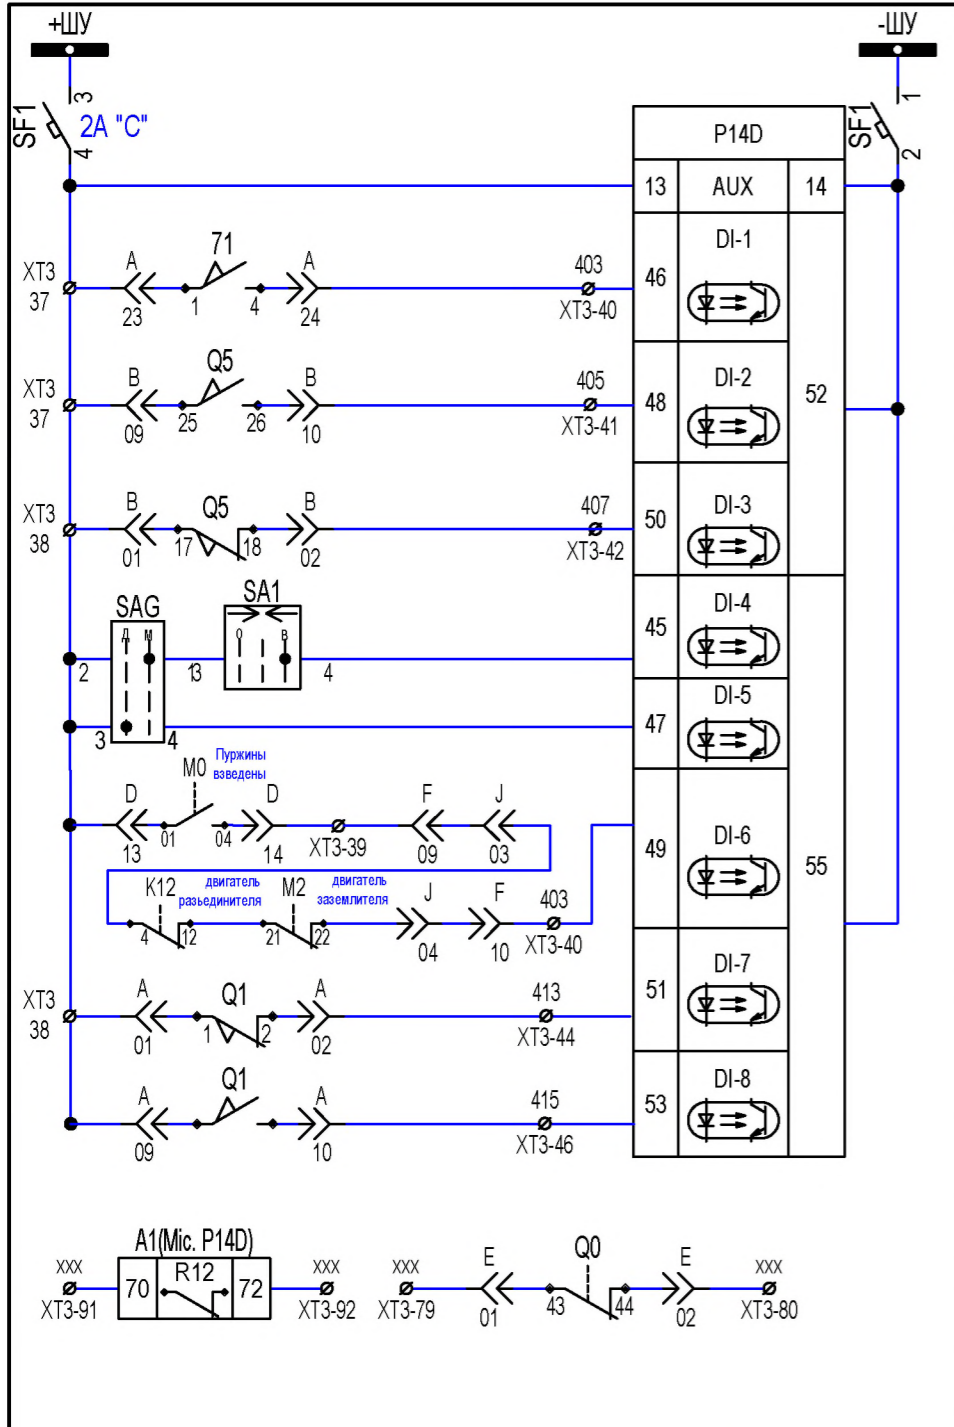 +ШУ
-ШУ
SF1
3
4
2A "C"
SF1
1
2
P14D
13
AUX
14
XT3
37
A
23
71
1
4
A
24
403
XT3-40
46
DI-1
XT3
37
B
09
Q5
25
26
B
10
405
XT3-41
48
DI-2
52
XT3
38
B
01
Q5
17
18
B
02
407
XT3-42
50
DI-3
SAG
Д
М
SA1
О
В
2
13
4
45
DI-4
3
4
47
DI-5
Пуржины
взведены
M0
D
13
01
04
D
14
XT3-39
F
09
J
03
49
DI-6
55
K12
двигатель
разьединителя
M2
двигатель
заземлителя
4
12
21
22
J
04
F
10
403
XT3-40
XT3
38
A
01
Q1
1
2
A
02
413
XT3-44
51
DI-7
A
09
Q1
A
10
415
XT3-46
53
DI-8
A1(Mic. P14D)
xxx
XT3-91
70
R12
72
xxx
XT3-92
xxx
XT3-79
E
01
Q0
43
44
E
02
xxx
XT3-80